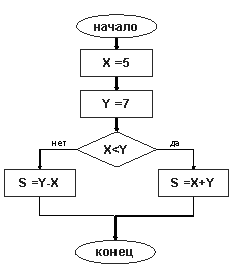 начало
X =5
Y =7
X<Y
нет
да
S =Y-X
S =X+Y
конец